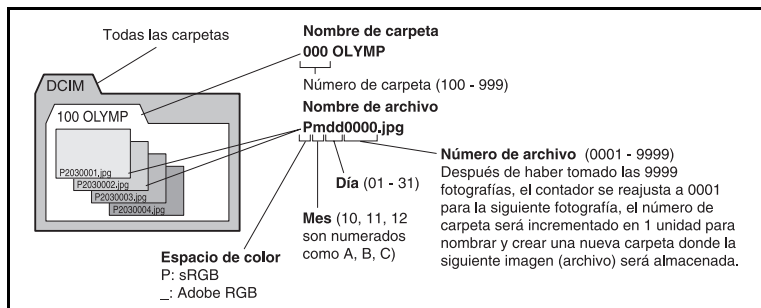 Todas las carpetas
DCIM
100 OLYMP
P2030001.jpg
P2030002.jpg
P2030003.jpg
P2030004.jpg
Nombre de carpeta
000 OLYMP
Número de carpeta (100 - 999)
Nombre de archivo
Pmdd0000.jpg
Número de archivo (0001 - 9999)
Después de haber tomado las 9999
fotografías, el contador se reajusta a 0001
para la siguiente fotografía, el número de
carpeta será incrementado en 1 unidad para
nombrar y crear una nueva carpeta donde la
siguiente imagen (archivo) será almacenada.
Día (01 - 31)
Mes (10, 11, 12
son numerados
como A, B, C)
Espacio de color
P: sRGB
_: Adobe RGB